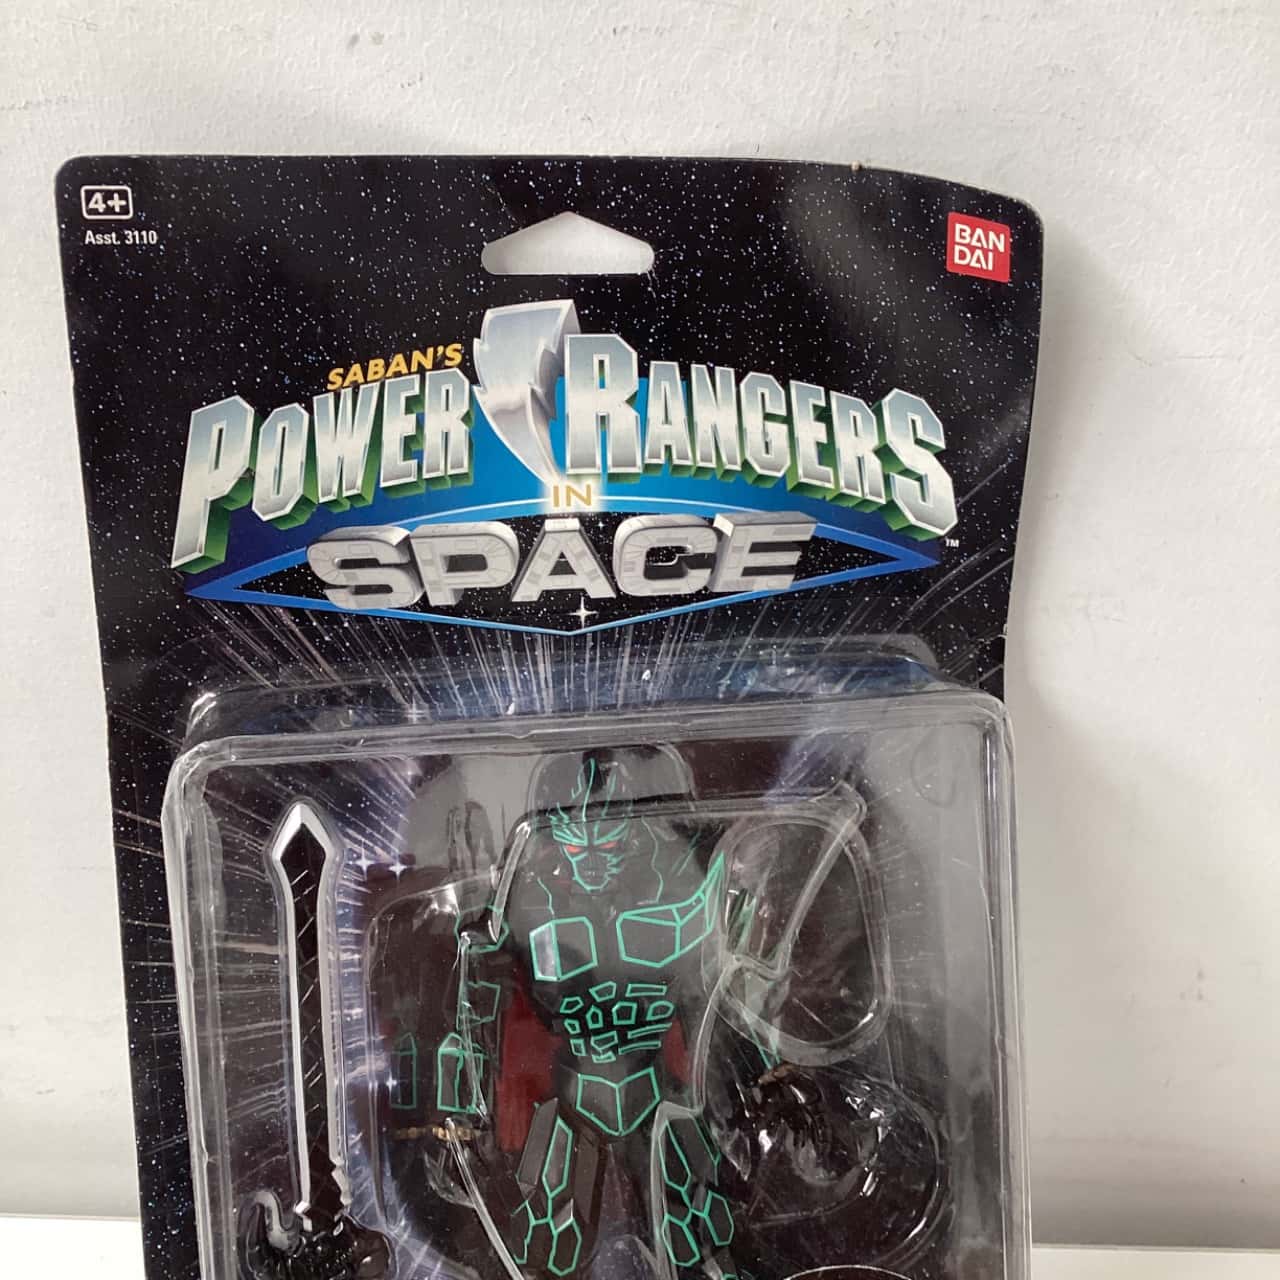 4+
Asst. 3110
BAN
DAI
SABAN'S
POWER RANGERS
IN
SPACE
™